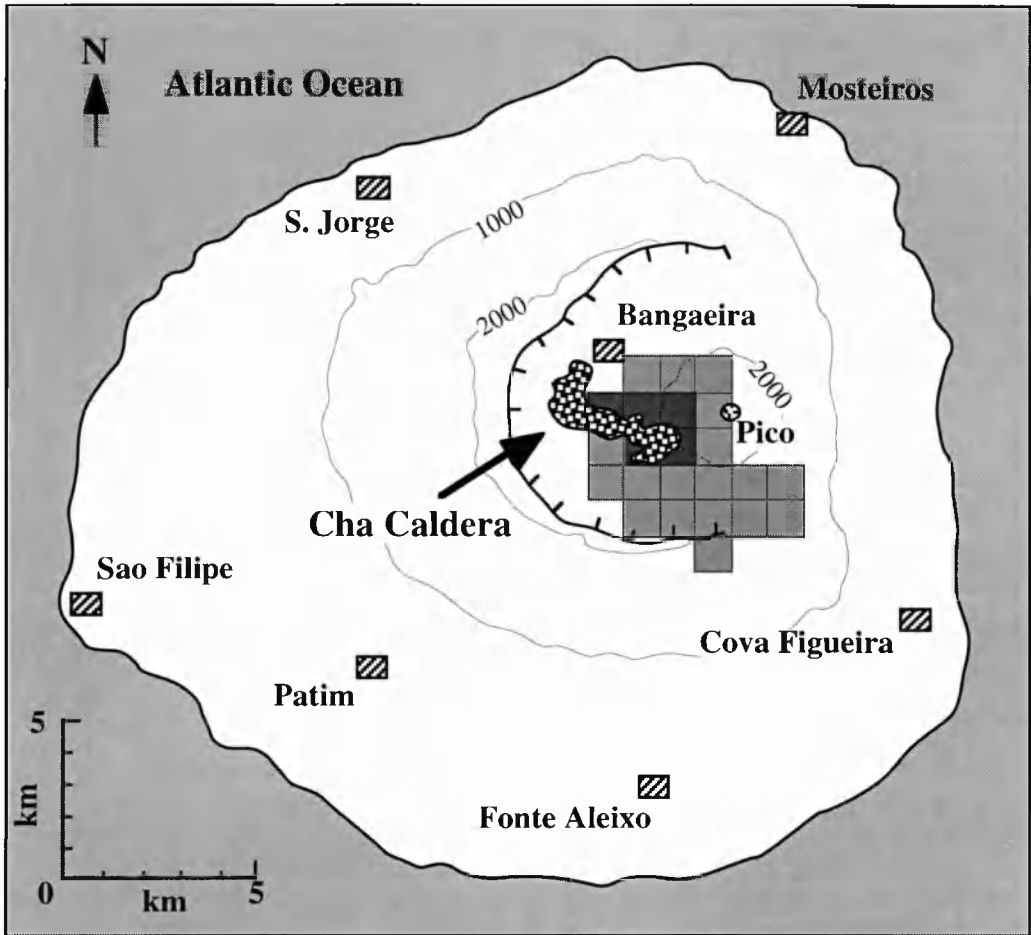 N
Atlantic Ocean
Mosteiros
S. Jorge
1000
2000
Bangaeira
2000
Pico
Cha Caldera
Sao Filipe
Cova Figueira
Patim
5
km
Fonte Aleixo
0
5
km